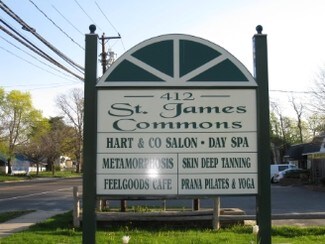 412
St. James
Commons
HART & CO SALON • DAY SPA
METAMORPHOSIS
SKIN DEEP TANNING
FEELGOODS CAFE
PRANA PILATES & YOGA